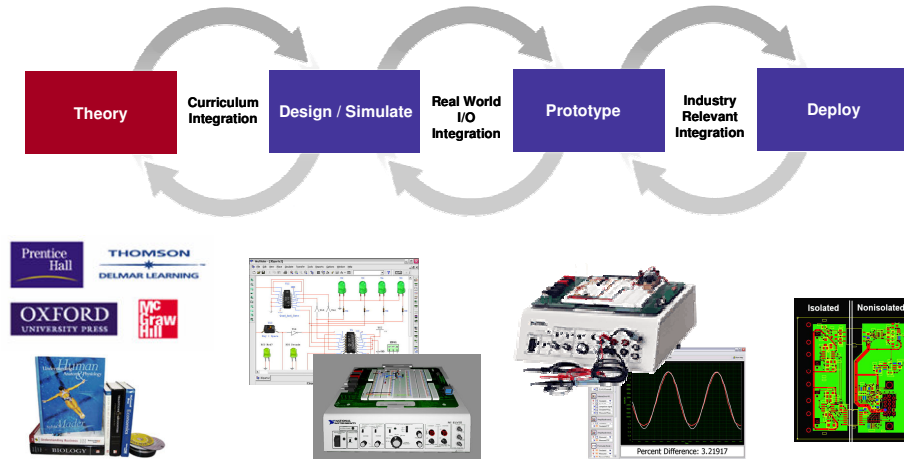 Theory
Curriculum
Integration
Design / Simulate
Real World
I/O
Integration
Prototype
Industry
Relevant
Integration
Deploy
Prentice
Hall
THOMSON
DELMAR LEARNING
OXFORD
UNIVERSITY PRESS
Mc
Graw
Hill
Human
BIOLOGY
Isolated
Nonisolated
Percent Difference: 3.21917